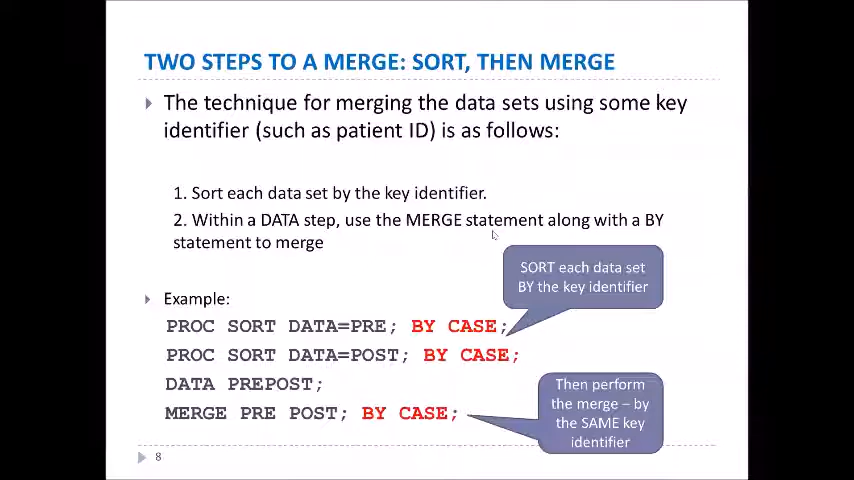 TWO STEPS TO A MERGE: SORT, THEN MERGE
The technique for merging the data sets using some key
identifier (such as patient ID) is as follows:
1. Sort each data set by the key identifier.
2. Within a DATA step, use the MERGE statement along with a BY
statement to merge
SORT each data set
BY the key identifier
Example:
PROC SORT DATA=PRE; BY CASE;
PROC SORT DATA=POST; BY CASE;
DATA PREPOST;
MERGE PRE POST; BY CASE;
Then perform
the merge – by
the SAME key
identifier
8